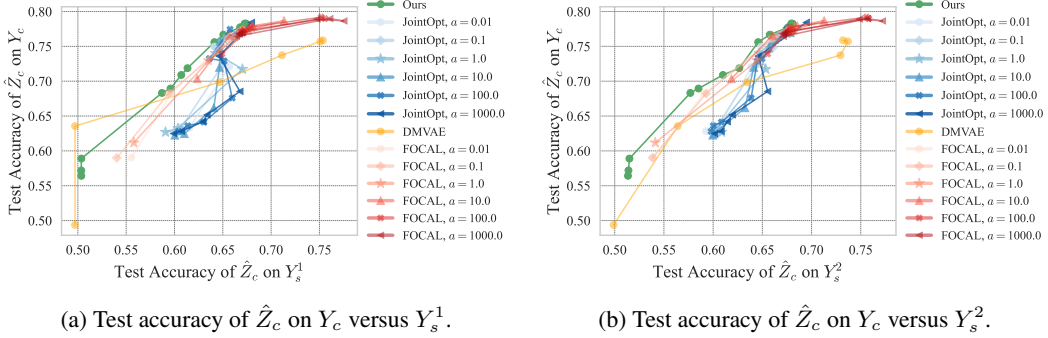 0.80
0.75
0.70
0.65
0.60
0.55
0.50
Test Accuracy of Ẑ_c on Y_c
0.50 0.55 0.60 0.65 0.70 0.75
Test Accuracy of Ẑ_c on Y_s^1
Ours
JointOpt, a = 0.01
JointOpt, a = 0.1
JointOpt, a = 1.0
JointOpt, a = 10.0
JointOpt, a = 100.0
JointOpt, a = 1000.0
DMVAE
FOCAL, a = 0.01
FOCAL, a = 0.1
FOCAL, a = 1.0
FOCAL, a = 10.0
FOCAL, a = 100.0
FOCAL, a = 1000.0
(a) Test accuracy of Ẑ_c on Y_c versus Y_s^1.
0.80
0.75
0.70
0.65
0.60
0.55
0.50
Test Accuracy of Ẑ_c on Y_c
0.50 0.55 0.60 0.65 0.70 0.75
Test Accuracy of Ẑ_c on Y_s^2
Ours
JointOpt, a = 0.01
JointOpt, a = 0.1
JointOpt, a = 1.0
JointOpt, a = 10.0
JointOpt, a = 100.0
JointOpt, a = 1000.0
DMVAE
FOCAL, a = 0.01
FOCAL, a = 0.1
FOCAL, a = 1.0
FOCAL, a = 10.0
FOCAL, a = 100.0
FOCAL, a = 1000.0
(b) Test accuracy of Ẑ_c on Y_c versus Y_s^2.